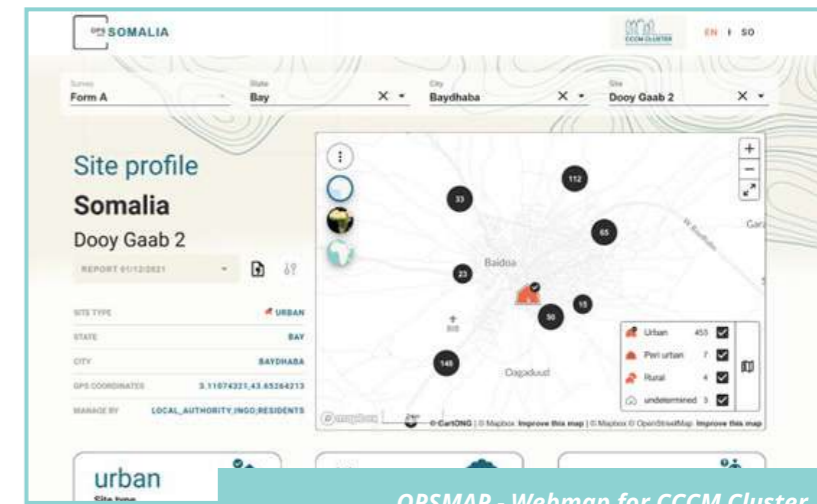 OPS SOMALIA
CCCM CLUSTER
EN | SO
Survey
Form A
State
Bay
City
Baydhaba
Site
Dooy Gaab 2
Site profile
Somalia
Dooy Gaab 2
REPORT 01/12/2021
SITE TYPE
URBAN
STATE
BAY
CITY
BAYDHABA
GPS COORDINATES
3.11074321,43.65264213
MANAGE BY
LOCAL_AUTHORITY;INGO;RESIDENTS
112
33
65
Baidoa
23
15
50
BIB
148
Dagaduud
Urban 455
Peri urban 7
Rural 4
undetermined 3
mapbox
© CartONG | © Mapbox Improve this map | © Mapbox © OpenStreetMap Improve this map
urban
Site type
OPSMAP - Webmap for CCCM Cluster